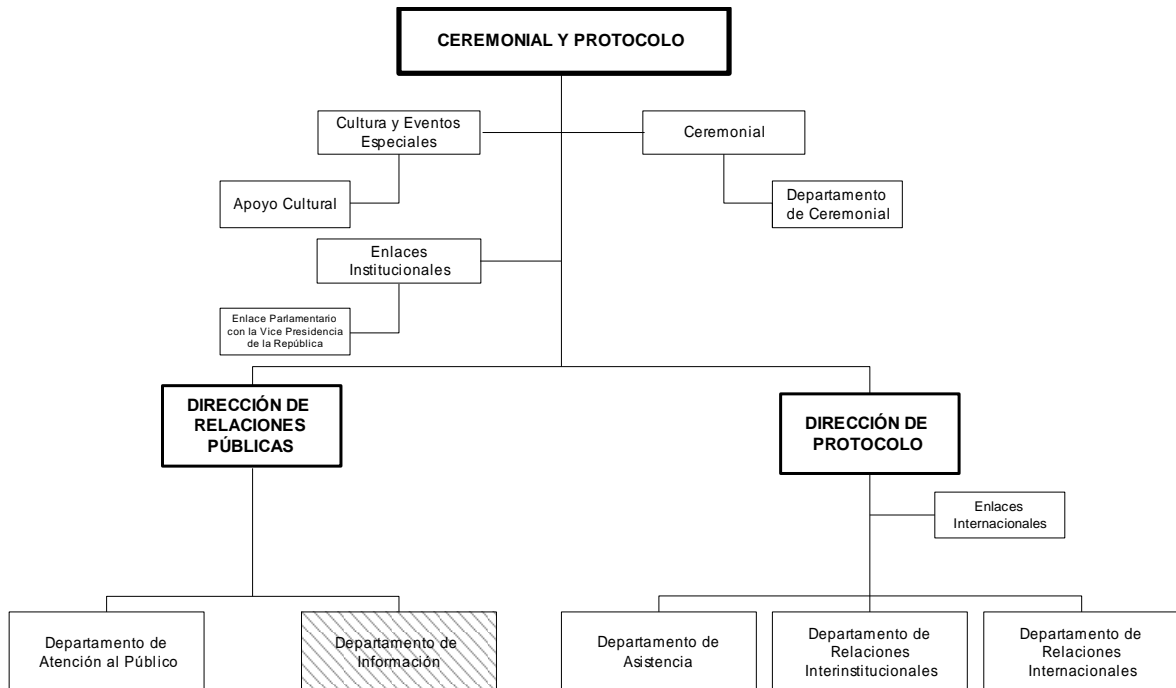 CEREMONIAL Y PROTOCOLO
Cultura y Eventos
Especiales
Ceremonial
Apoyo Cultural
Departamento
de Ceremonial
Enlaces
Institucionales
Enlace Parlamentario
con la Vice Presidencia
de la República
DIRECCIÓN DE
RELACIONES
PÚBLICAS
DIRECCIÓN DE
PROTOCOLO
Enlaces
Internacionales
Departamento de
Atención al Público
Departamento de
Información
Departamento de
Asistencia
Departamento de
Relaciones
Interinstitucionales
Departamento de
Relaciones
Internacionales